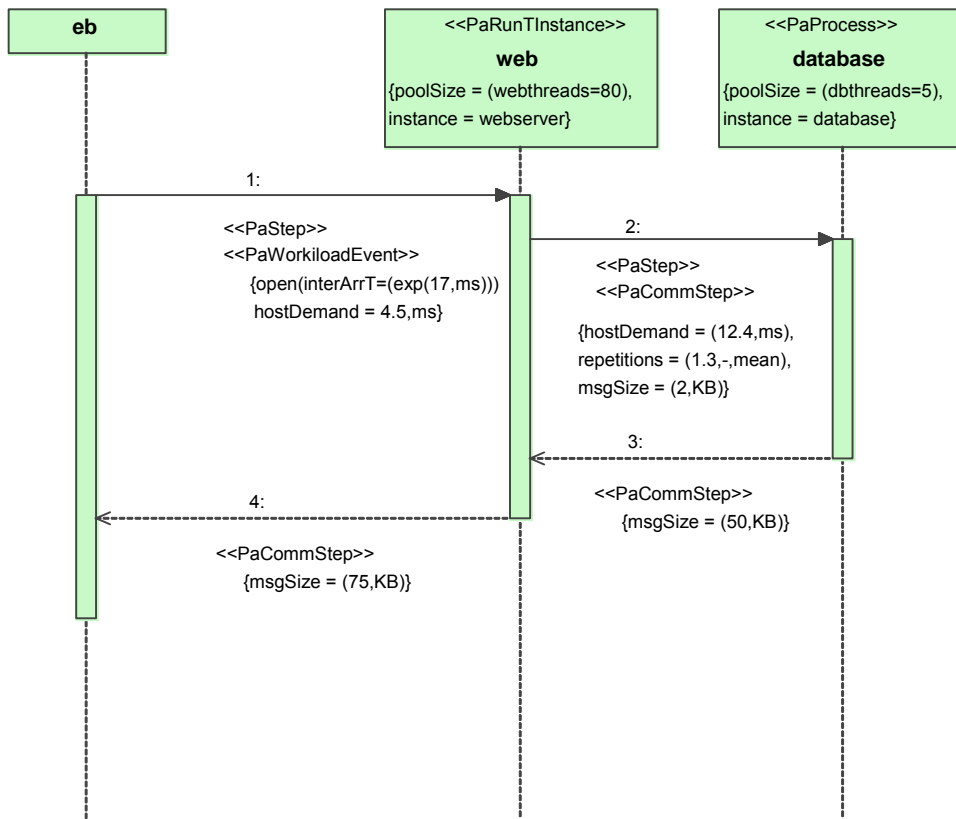 eb
<<PaRunTInstance>>
web
{poolSize = (webthreads=80),
instance = webserver}
<<PaProcess>>
database
{poolSize = (dbthreads=5),
instance = database}
1:
<<PaStep>>
<<PaWorkiloadEvent>>
{open(interArrT=(exp(17,ms)))
hostDemand = 4.5,ms}
2:
<<PaStep>>
<<PaCommStep>>
{hostDemand = (12.4,ms),
repetitions = (1.3,-,mean),
msgSize = (2,KB)}
3:
<<PaCommStep>>
{msgSize = (50,KB)}
4:
<<PaCommStep>>
{msgSize = (75,KB)}